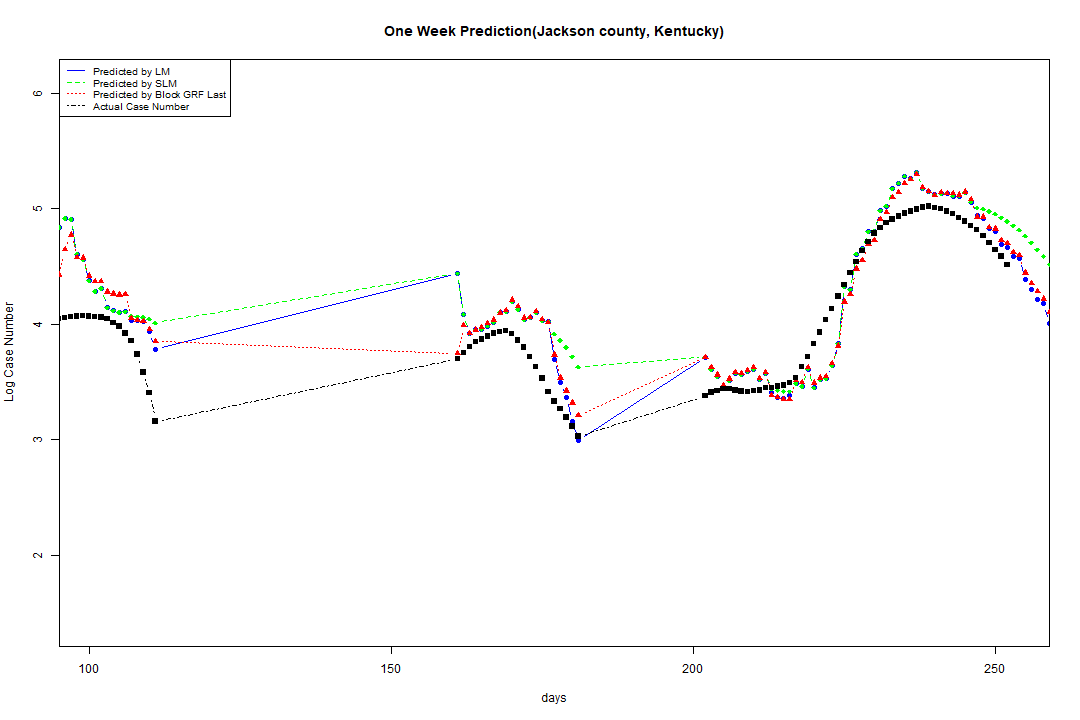 One Week Prediction(Jackson county, Kentucky)
Predicted by LM
Predicted by SLM
Predicted by Block GRF Last
Actual Case Number
6
5
4
3
2
Log Case Number
100 150 200 250
days